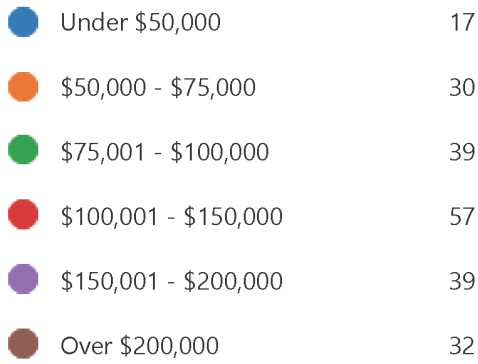 Under $50,000 17
$50,000 - $75,000 30
$75,001 - $100,000 39
$100,001 - $150,000 57
$150,001 - $200,000 39
Over $200,000 32